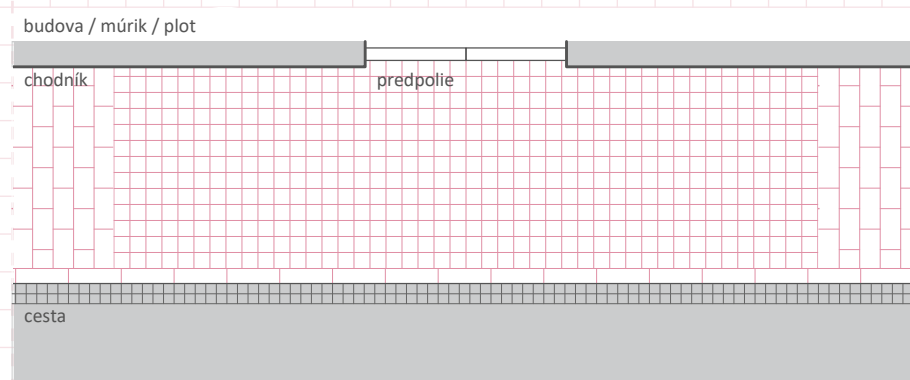 budova / múrik / plot
chodník
predpolie
cesta